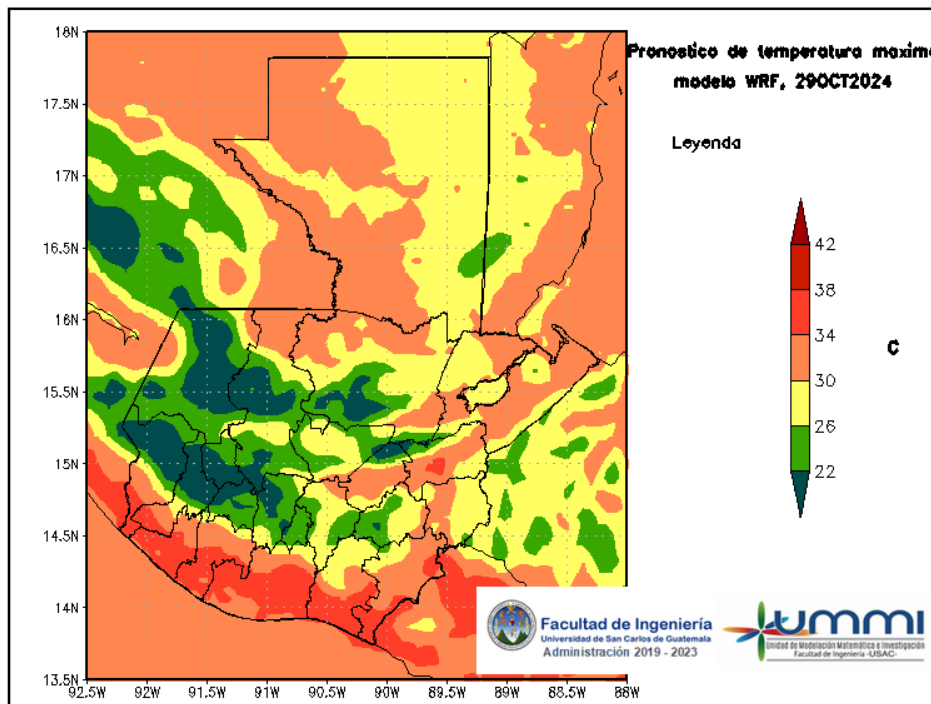 Pronostico de temperatura maxima
modelo WRF, 29OCT2024
Leyenda
18N
17.5N
17N
16.5N
16N
15.5N
15N
14.5N
14N
13.5N
92.5W
92W
91.5W
91W
90.5W
90W
89.5W
89W
88.5W
88W
42
38
34
30
26
22
C
Facultad de Ingeniería
Universidad de San Carlos de Guatemala
Administración 2019 - 2023
UMMI
Unidad de Modelación Matemática e Investigación
Facultad de Ingeniería -USAC-